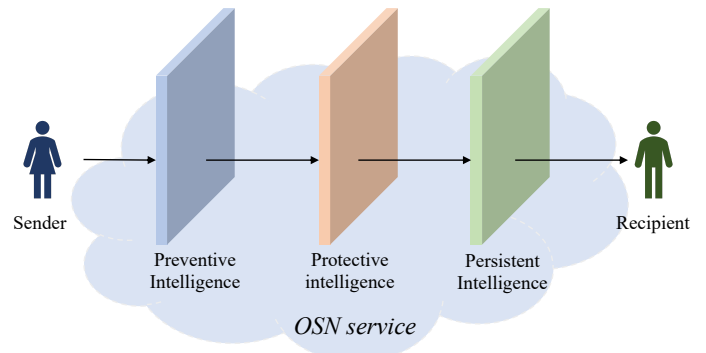 Sender
Recipient
Preventive
Intelligence
Protective
intelligence
Persistent
Intelligence
OSN service